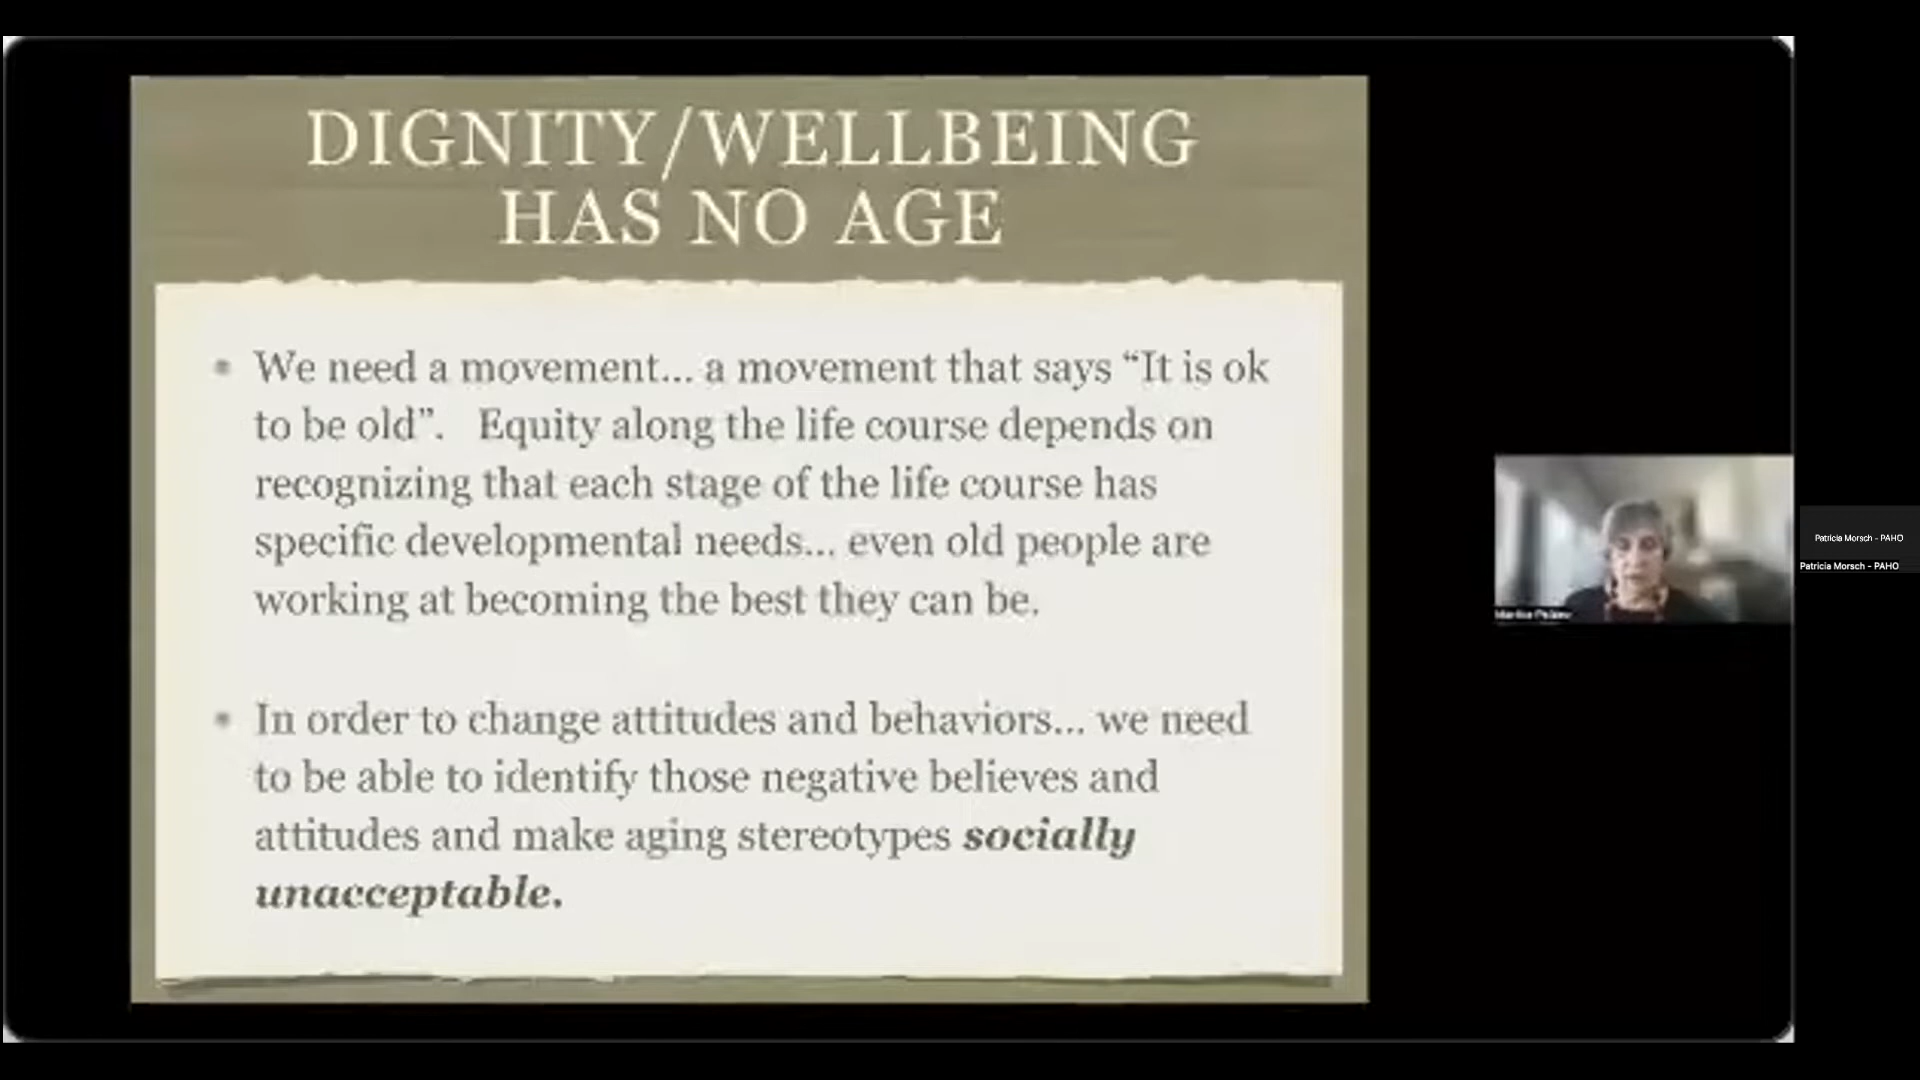 DIGNITY/WELLBEING
HAS NO AGE
• We need a movement... a movement that says “It is ok
to be old”. Equity along the life course depends on
recognizing that each stage of the life course has
specific developmental needs... even old people are
working at becoming the best they can be.
• In order to change attitudes and behaviors... we need
to be able to identify those negative believes and
attitudes and make aging stereotypes socially
unacceptable.
Patricia Morsch - PAHO
Patricia Morsch - PAHO